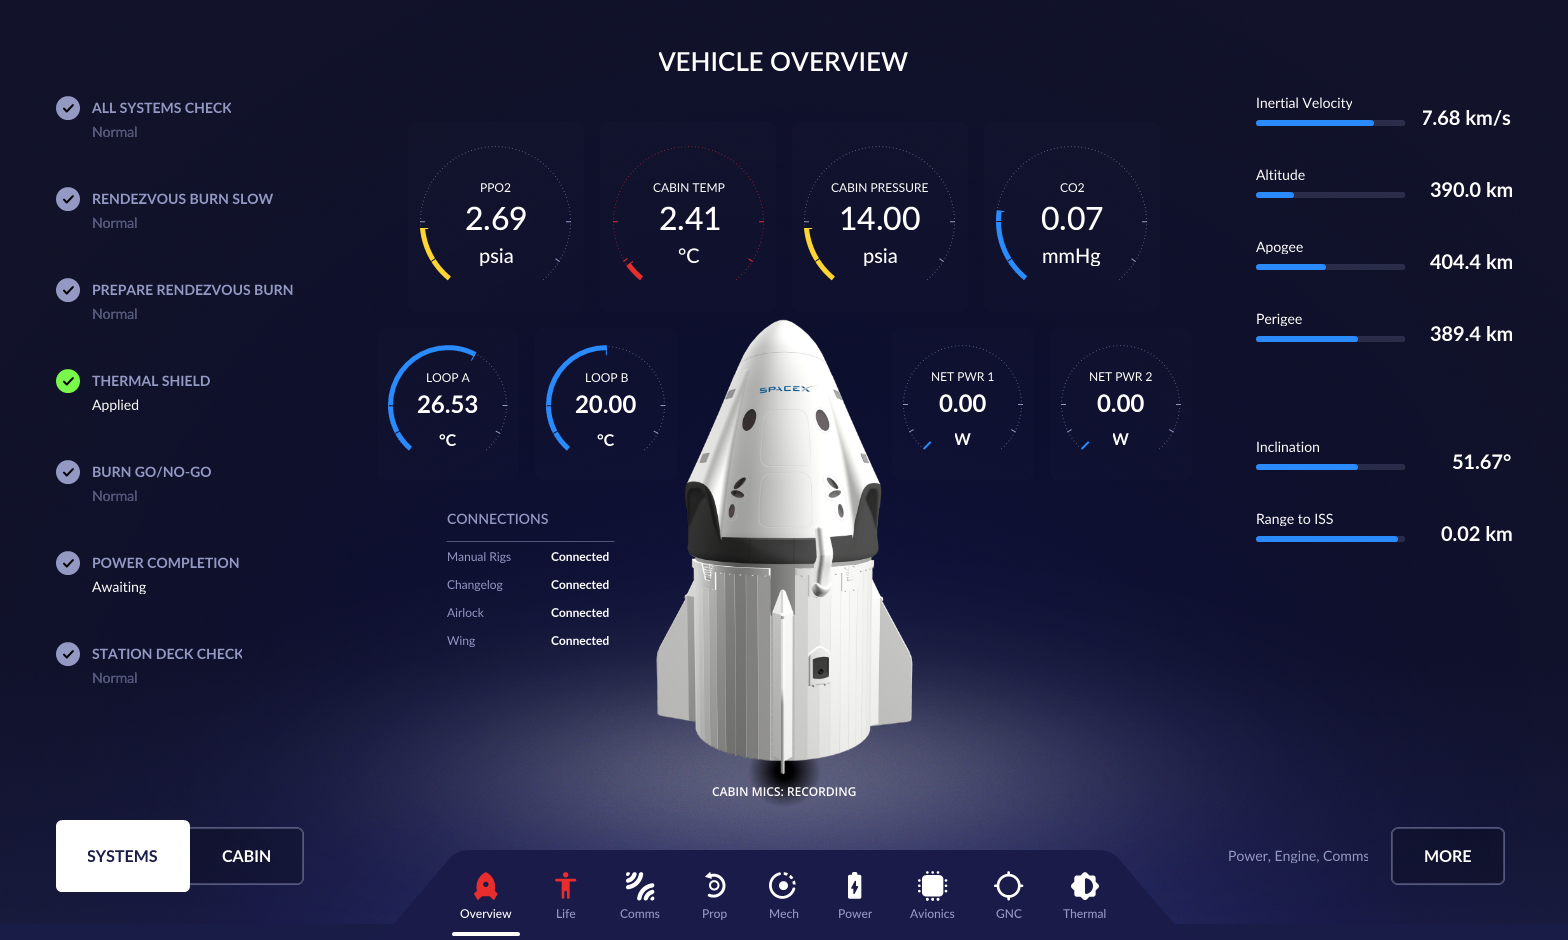 VEHICLE OVERVIEW
ALL SYSTEMS CHECK
Normal
RENDEZVOUS BURN SLOW
Normal
PREPARE RENDEZVOUS BURN
Normal
THERMAL SHIELD
Applied
BURN GO/NO-GO
Normal
POWER COMPLETION
Awaiting
STATION DECK CHECK
Normal
PPO2
2.69
psia
CABIN TEMP
2.41
°C
CABIN PRESSURE
14.00
psia
CO2
0.07
mmHg
LOOP A
26.53
°C
LOOP B
20.00
°C
SPACEX
NET PWR 1
0.00
W
NET PWR 2
0.00
W
CONNECTIONS
Manual Rigs Connected
Changelog Connected
Airlock Connected
Wing Connected
CABIN MICS: RECORDING
Inertial Velocity 7.68 km/s
Altitude 390.0 km
Apogee 404.4 km
Perigee 389.4 km
Inclination 51.67°
Range to ISS 0.02 km
SYSTEMS CABIN
Power, Engine, Comms MORE
Overview Life Comms Prop Mech Power Avionics GNC Thermal